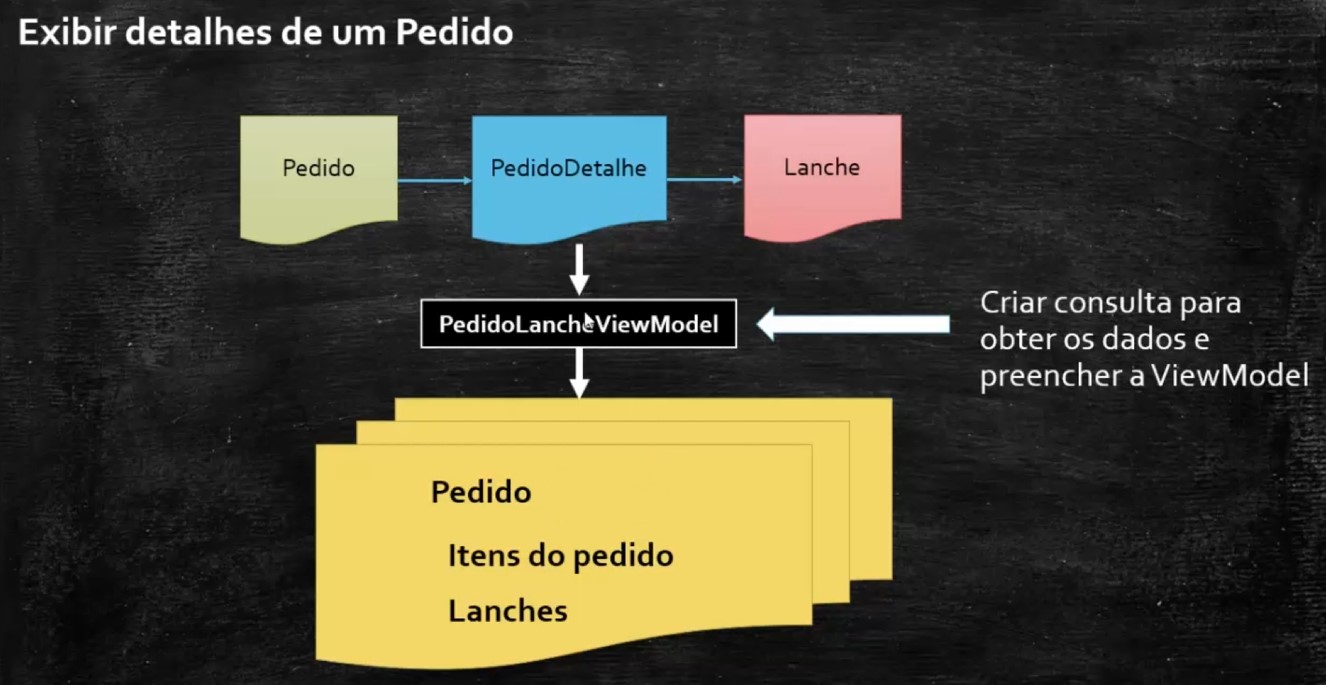 Exibir detalhes de um Pedido
Pedido
PedidoDetalhe
Lanche
PedidoLancheViewModel
Criar consulta para
obter os dados e
preencher a ViewModel
Pedido
Itens do pedido
Lanches